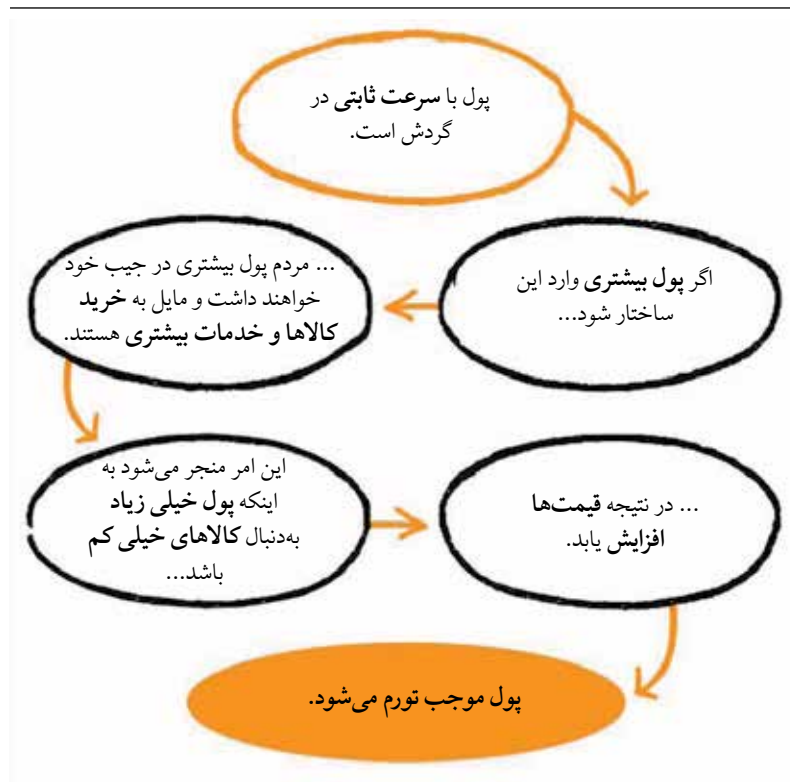 پول با سرعت ثابتی در
گردش است.
اگر پول بیشتری وارد این
ساختار شود...
... مردم پول بیشتری در جیب خود
خواهند داشت و مایل به خرید
کالاها و خدمات بیشتری هستند.
این امر منجر می‌شود به
اینکه پول خیلی زیاد
به‌دنبال کالاهای خیلی کم
باشد...
... در نتیجه قیمت‌ها
افزایش یابد.
پول موجب تورم می‌شود.